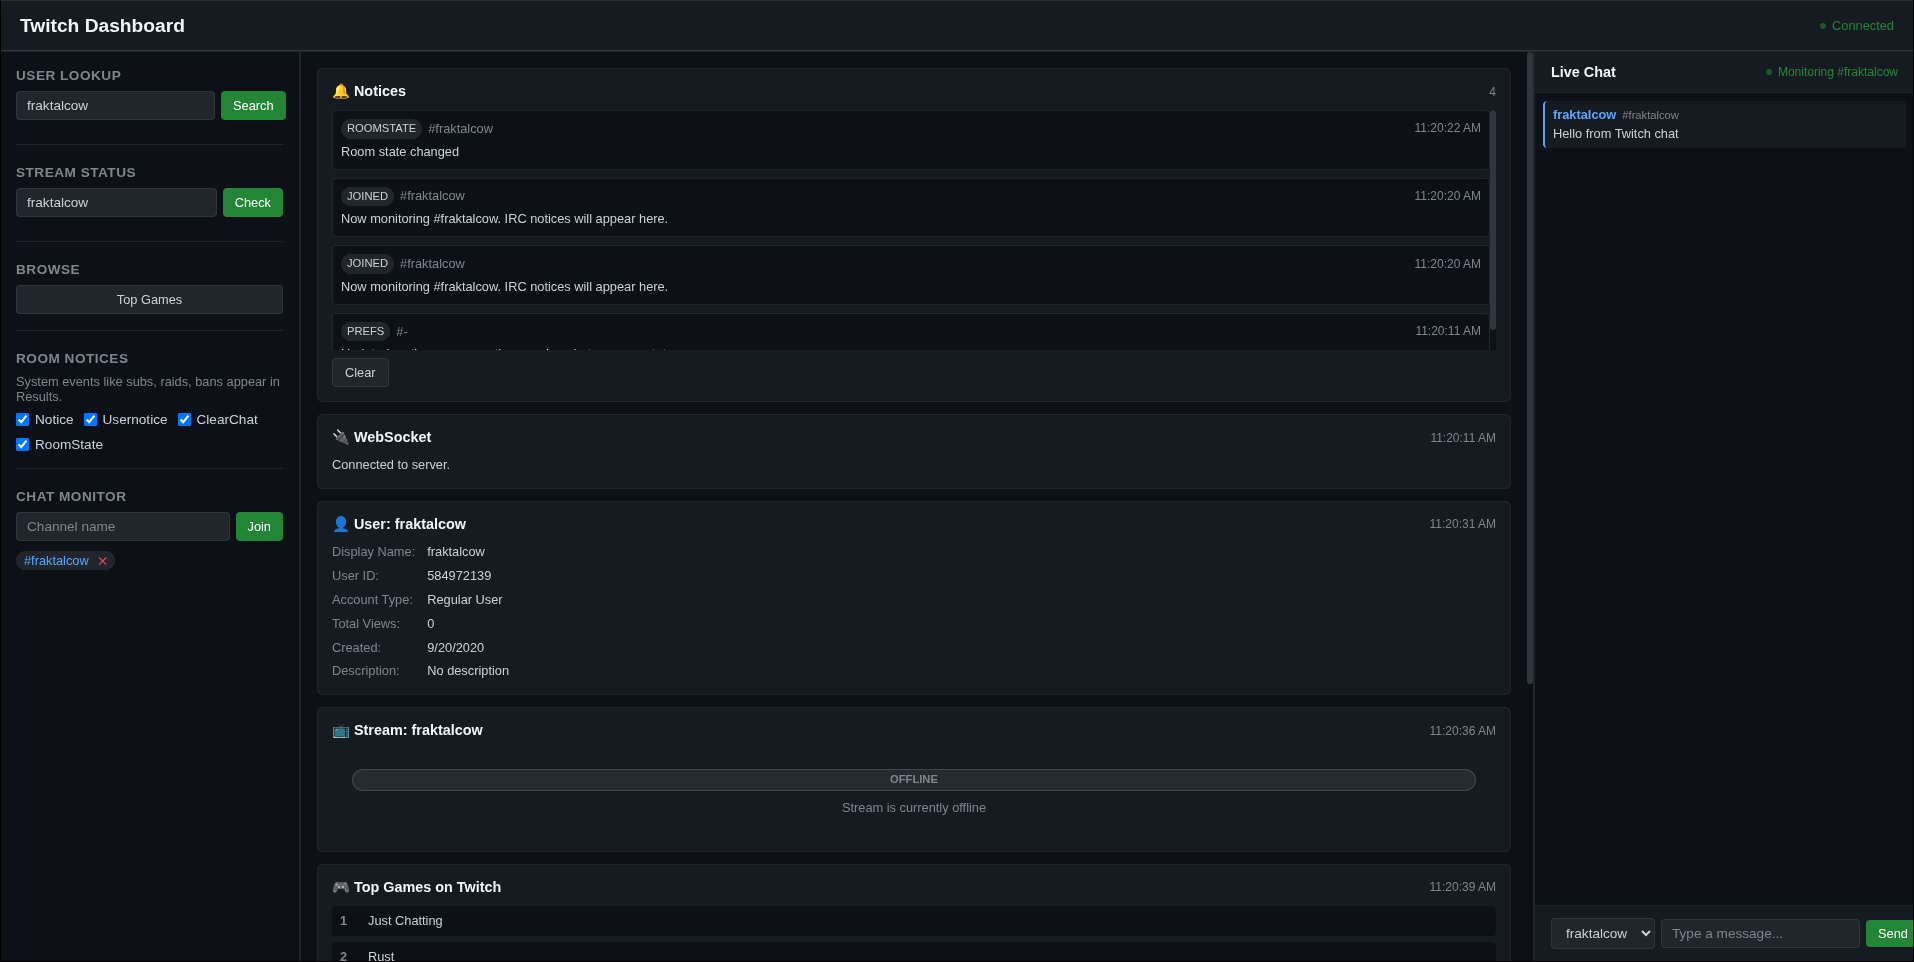 Twitch Dashboard
Connected
USER LOOKUP
fraktalcow
Search
STREAM STATUS
fraktalcow
Check
BROWSE
Top Games
ROOM NOTICES
System events like subs, raids, bans appear in
Results.
Notice Usernotice ClearChat
RoomState
CHAT MONITOR
Channel name
Join
#fraktalcow
Notices
4
ROOMSTATE #fraktalcow 11:20:22 AM
Room state changed
JOINED #fraktalcow 11:20:20 AM
Now monitoring #fraktalcow. IRC notices will appear here.
JOINED #fraktalcow 11:20:20 AM
Now monitoring #fraktalcow. IRC notices will appear here.
PREFS #- 11:20:11 AM
Clear
WebSocket 11:20:11 AM
Connected to server.
User: fraktalcow 11:20:31 AM
Display Name: fraktalcow
User ID: 584972139
Account Type: Regular User
Total Views: 0
Created: 9/20/2020
Description: No description
Stream: fraktalcow 11:20:36 AM
OFFLINE
Stream is currently offline
Top Games on Twitch 11:20:39 AM
1 Just Chatting
2 Rust
Live Chat
Monitoring #fraktalcow
fraktalcow #fraktalcow
Hello from Twitch chat
fraktalcow
Type a message...
Send